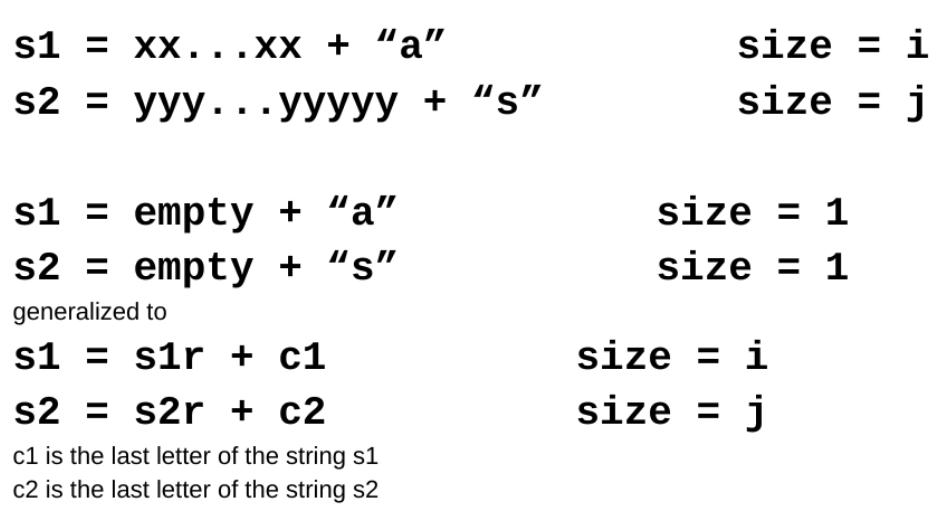 s1 = xx...xx + “a” size = i
s2 = yyy...yyyyy + “s” size = j
s1 = empty + “a” size = 1
s2 = empty + “s” size = 1
generalized to
s1 = s1r + c1 size = i
s2 = s2r + c2 size = j
c1 is the last letter of the string s1
c2 is the last letter of the string s2